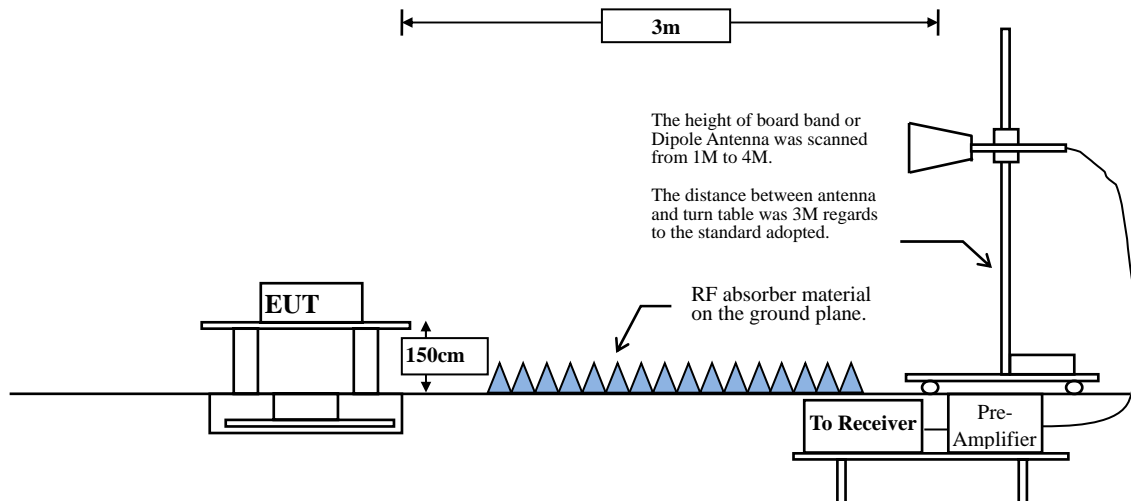 3m
The height of board band or
Dipole Antenna was scanned
from 1M to 4M.
The distance between antenna
and turn table was 3M regards
to the standard adopted.
EUT
RF absorber material
on the ground plane.
150cm
To Receiver
Pre-
Amplifier